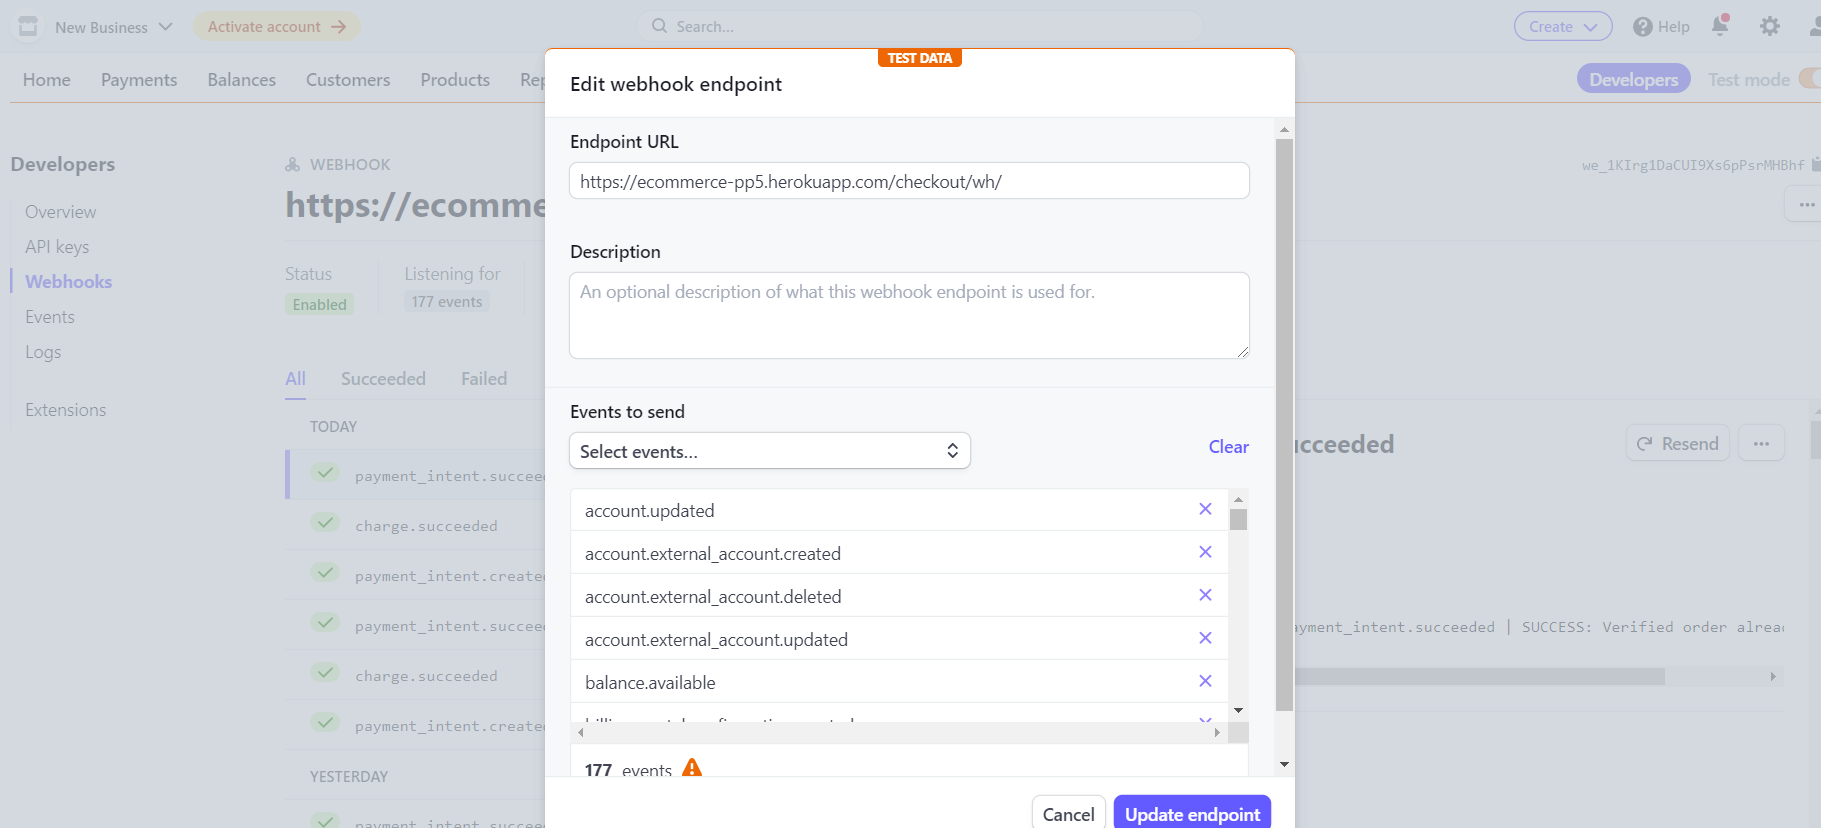 New Business
Activate account →
Search...
Create
Help
TEST DATA
Home
Payments
Balances
Customers
Products
Developers
Test mode
Edit webhook endpoint
Developers
Overview
API keys
Webhooks
Events
Logs
Extensions
WEBHOOK
we_1KIrg1DaCUI9Xs6pPsrMHBhf
https://ecomme
Status
Enabled
Listening for
177 events
All
Succeeded
Failed
TODAY
payment_intent.succee
charge.succeeded
payment_intent.created
payment_intent.succee
charge.succeeded
payment_intent.created
YESTERDAY
payment_intent.succee
Endpoint URL
https://ecommerce-pp5.herokuapp.com/checkout/wh/
Description
An optional description of what this webhook endpoint is used for.
Events to send
Select events...
Clear
account.updated
account.external_account.created
account.external_account.deleted
account.external_account.updated
balance.available
177 events
Cancel
Update endpoint
cceeded
Resend
ayment_intent.succeeded | SUCCESS: Verified order alrea